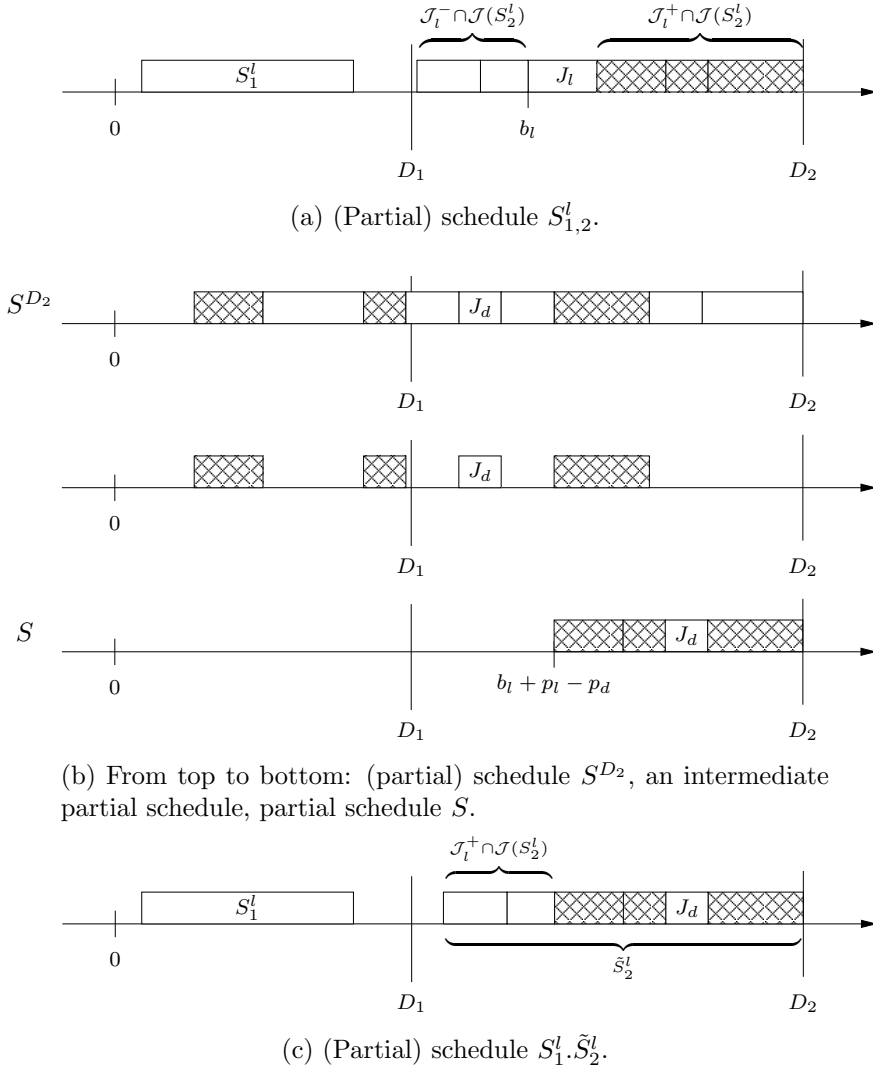 𝒥_l^- ∩ 𝒥(S_2^l) 𝒥_l^+ ∩ 𝒥(S_2^l)
S_1^l J_l
0 b_l
D_1 D_2
(a) (Partial) schedule S_{1,2}^l.
S^{D_2} J_d
0
D_1 D_2
J_d
0
D_1 D_2
S J_d
0 b_l + p_l − p_d
D_1 D_2
(b) From top to bottom: (partial) schedule S^{D_2}, an intermediate
partial schedule, partial schedule S.
𝒥_l^+ ∩ 𝒥(S_2^l)
S_1^l J_d
0 S̃_2^l
D_1 D_2
(c) (Partial) schedule S_1^l.S̃_2^l.